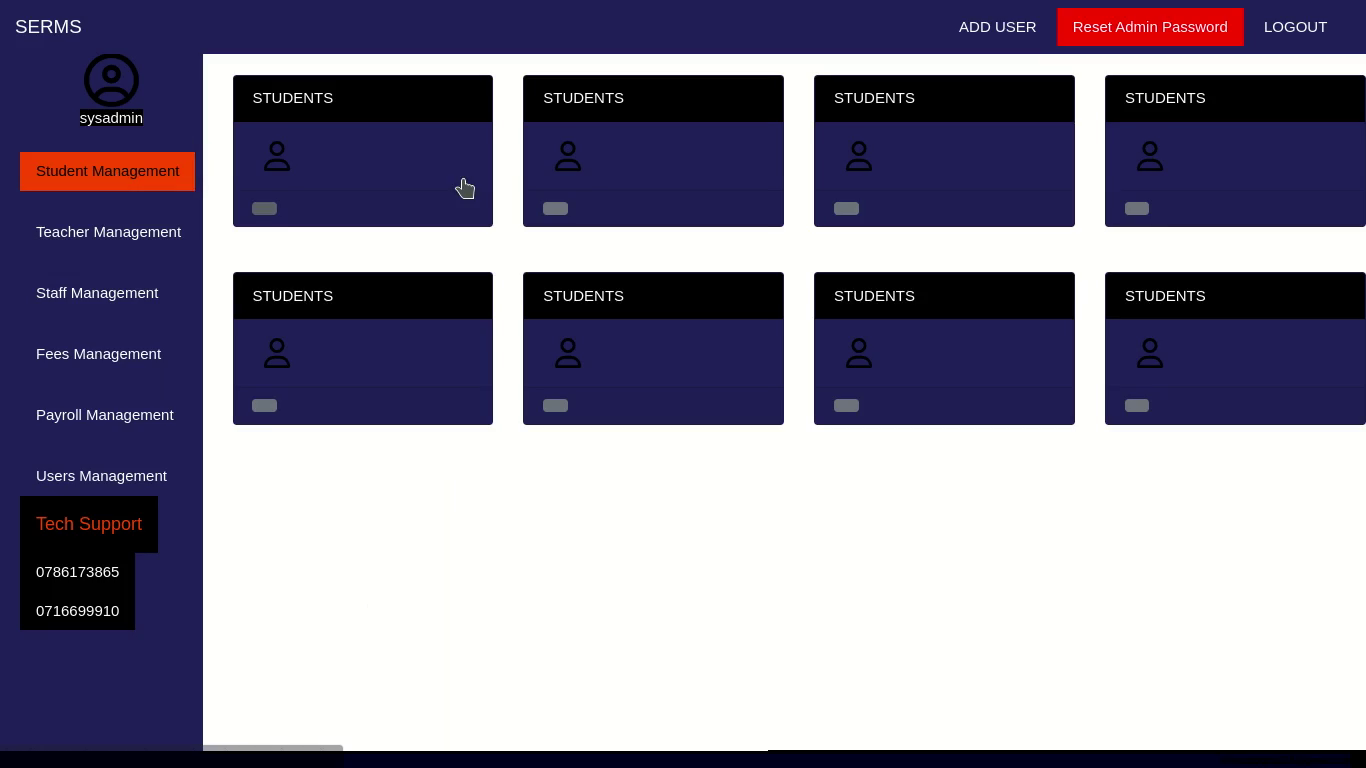 SERMS
ADD USER
Reset Admin Password
LOGOUT
sysadmin
Student Management
Teacher Management
Staff Management
Fees Management
Payroll Management
Users Management
Tech Support
0786173865
0716699910
STUDENTS
STUDENTS
STUDENTS
STUDENTS
STUDENTS
STUDENTS
STUDENTS
STUDENTS